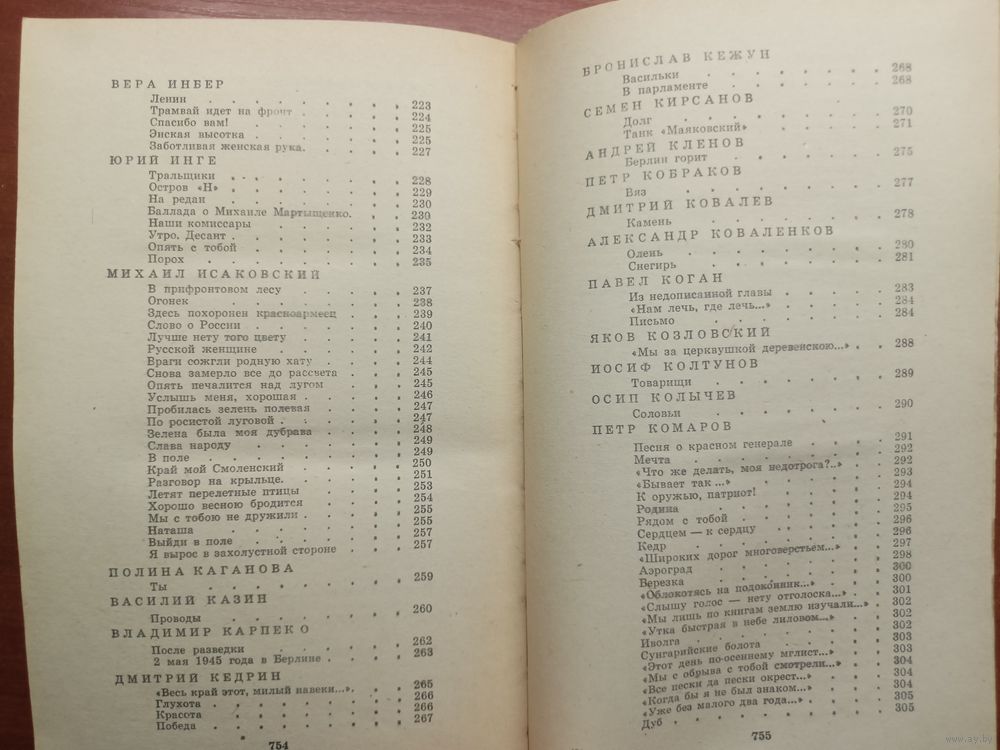 ВЕРА ИНБЕР
Ленин . . . . . . . . . 223
Трамвай идет на фронт . . . . 224
Спасибо вам! . . . . . . . 225
Энская высотка . . . . . . 225
Заботливая женская рука. . . . 227
ЮРИЙ ИНГЕ
Тральщики . . . . . . . . 228
Остров «Н» . . . . . . . . 229
На редан . . . . . . . . 230
Баллада о Михаиле Мартыщенко. . . 230
Наши комиссары . . . . . . 232
Утро. Десант . . . . . . . 233
Опять с тобой . . . . . . . 234
Порох . . . . . . . . . 235
МИХАИЛ ИСАКОВСКИЙ
В прифронтовом лесу . . . . . 237
Огонек . . . . . . . . . 238
Здесь похоронен красноармеец . . . 239
Слово о России . . . . . . . 240
Лучше нету того цвету . . . . . 241
Русской женщине . . . . . . 242
Враги сожгли родную хату . . . . 244
Снова замерло все до рассвета . . . 245
Опять печалится над лугом . . . . 245
Услышь меня, хорошая . . . . . 246
Пробилась зелень полевая . . . . 247
По росистой луговой . . . . . 247
Зелена была моя дубрава . . . . 248
Слава народу . . . . . . . 249
В поле . . . . . . . . . 249
Край мой Смоленский . . . . . 250
Разговор на крыльце. . . . . . 251
Летят перелетные птицы . . . . 253
Хорошо весною бродится . . . . 254
Мы с тобою не дружили . . . . . 255
Наташа . . . . . . . . . 255
Выйди в поле . . . . . . . 257
Я вырос в захолустной стороне . . . 257
ПОЛИНА КАГАНОВА
Ты . . . . . . . . . . 259
ВАСИЛИЙ КАЗИН
Проводы . . . . . . . . . 260
ВЛАДИМИР КАРПЕКО
После разведки . . . . . . . 262
2 мая 1945 года в Берлине . . . . 263
ДМИТРИЙ КЕДРИН
«Весь край этот, милый навеки...». . . 265
Глухота . . . . . . . . . 266
Красота . . . . . . . . . 266
Победа . . . . . . . . . 267
754
БРОНИСЛАВ КЕЖУН
Васильки . . . . . . . . 268
В парламенте . . . . . . . 268
СЕМЕН КИРСАНОВ
Долг . . . . . . . . . 270
Танк «Маяковский» . . . . . 271
АНДРЕЙ КЛЕНОВ
Берлин горит . . . . . . . 275
ПЕТР КОБРАКОВ
Вяз . . . . . . . . . . 277
ДМИТРИЙ КОВАЛЕВ
Камень . . . . . . . . . 278
АЛЕКСАНДР КОВАЛЕНКОВ
Олень . . . . . . . . . 280
Снегирь . . . . . . . . . 281
ПАВЕЛ КОГАН
Из недописанной главы . . . . . 283
«Нам лечь, где лечь...» . . . . . 284
Письмо . . . . . . . . . 284
ЯКОВ КОЗЛОВСКИЙ
«Мы за церквушкой деревенскою...» . . 288
ИОСИФ КОЛТУНОВ
Товарищи . . . . . . . . 289
ОСИП КОЛЫЧЕВ
Соловьи . . . . . . . . . 290
ПЕТР КОМАРОВ
Песня о красном генерале . . . . 291
Мечта . . . . . . . . . 292
«Что же делать, моя недотрога?..» . . 292
«Бывает так ...» . . . . . . 293
К оружью, патриот! . . . . . . 294
Родина . . . . . . . . . 294
Рядом с тобой . . . . . . . 295
Сердцем — к сердцу . . . . . . 296
Кедр . . . . . . . . . . 296
«Широких дорог многоверстьем...» . . 297
Аэроград . . . . . . . . 298
Березка . . . . . . . . . 300
«Облокотясь на подоконник...» . . . 300
«Слышу голос — нету отголоска...» . . 301
«Мы лишь по книгам землю изучали...» . 302
«Утка быстрая в небе лиловом...» . . 302
Иволга . . . . . . . . . 302
Сунгарийские болота . . . . . 303
«Этот день по-осеннему мглист...» . . 303
«Мы с обрыва с тобой смотрели...» . . 304
«Все пески да пески окрест...» . . . 304
«Когда бы я не был знаком...» . . . 304
«Уже без малого два года...» . . . 305
Дуб . . . . . . . . . . 305
755
www.ay.by